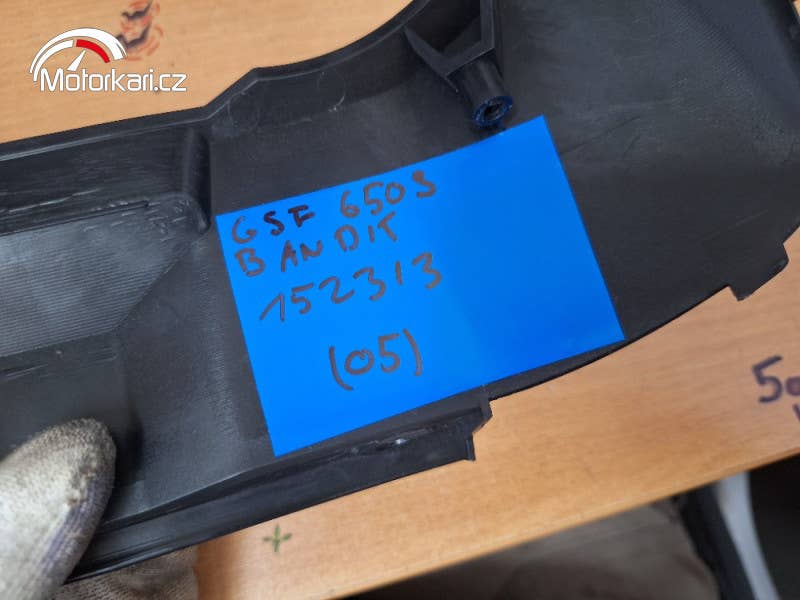 Motorkari.cz
GSF 650S
BANDIT
152313
(05)